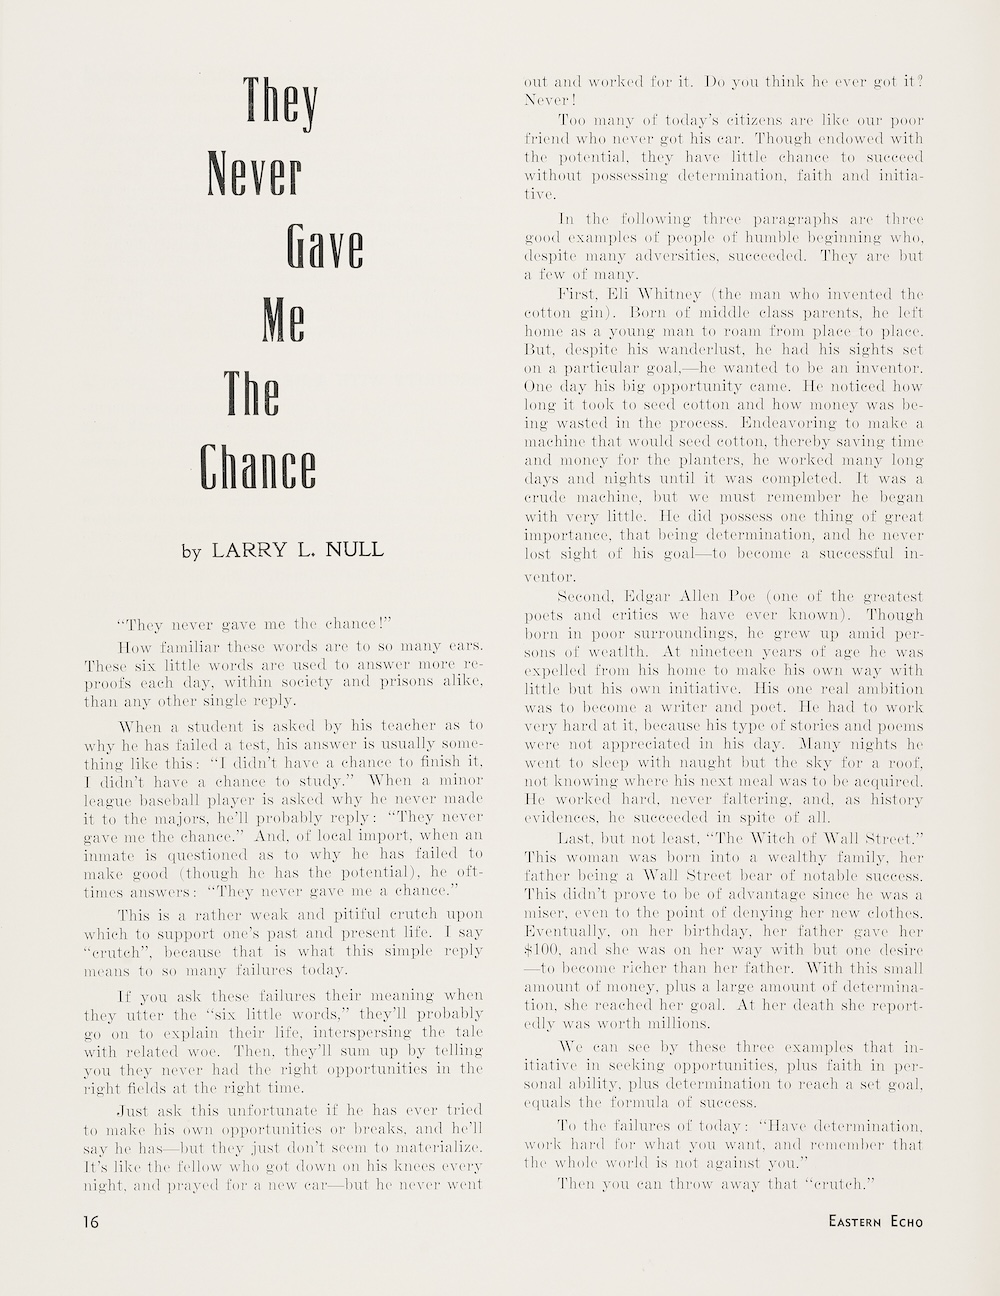 They
Never
Gave
Me
The
Chance
by LARRY L. NULL
“They never gave me the chance!”
How familiar these words are to so many ears.
These six little words are used to answer more re-
proofs each day, within society and prisons alike,
than any other single reply.
When a student is asked by his teacher as to
why he has failed a test, his answer is usually some-
thing like this: “I didn’t have a chance to finish it,
I didn’t have a chance to study.” When a minor
league baseball player is asked why he never made
it to the majors, he’ll probably reply: “They never
gave me the chance.” And, of local import, when an
inmate is questioned as to why he has failed to
make good (though he has the potential), he oft-
times answers: “They never gave me a chance.”
This is a rather weak and pitiful crutch upon
which to support one’s past and present life. I say
“crutch”, because that is what this simple reply
means to so many failures today.
If you ask these failures their meaning when
they utter the “six little words,” they’ll probably
go on to explain their life, interspersing the tale
with related woe. Then, they’ll sum up by telling
you they never had the right opportunities in the
right fields at the right time.
Just ask this unfortunate if he has ever tried
to make his own opportunities or breaks, and he’ll
say he has—but they just don’t seem to materialize.
It’s like the fellow who got down on his knees every
night, and prayed for a new car—but he never went
out and worked for it. Do you think he ever got it?
Never!
Too many of today’s citizens are like our poor
friend who never got his car. Though endowed with
the potential, they have little chance to succeed
without possessing determination, faith and initia-
tive.
In the following three paragraphs are three
good examples of people of humble beginning who,
despite many adversities, succeeded. They are but
a few of many.
First, Eli Whitney (the man who invented the
cotton gin). Born of middle class parents, he left
home as a young man to roam from place to place.
But, despite his wanderlust, he had his sights set
on a particular goal,—he wanted to be an inventor.
One day his big opportunity came. He noticed how
long it took to seed cotton and how money was be-
ing wasted in the process. Endeavoring to make a
machine that would seed cotton, thereby saving time
and money for the planters, he worked many long
days and nights until it was completed. It was a
crude machine, but we must remember he began
with very little. He did possess one thing of great
importance, that being determination, and he never
lost sight of his goal—to become a successful in-
ventor.
Second, Edgar Allen Poe (one of the greatest
poets and critics we have ever known). Though
born in poor surroundings, he grew up amid per-
sons of weatlth. At nineteen years of age he was
expelled from his home to make his own way with
little but his own initiative. His one real ambition
was to become a writer and poet. He had to work
very hard at it, because his type of stories and poems
were not appreciated in his day. Many nights he
went to sleep with naught but the sky for a roof,
not knowing where his next meal was to be acquired.
He worked hard, never faltering, and, as history
evidences, he succeeded in spite of all.
Last, but not least, “The Witch of Wall Street.”
This woman was born into a wealthy family, her
father being a Wall Street bear of notable success.
This didn’t prove to be of advantage since he was a
miser, even to the point of denying her new clothes.
Eventually, on her birthday, her father gave her
$100, and she was on her way with but one desire
—to become richer than her father. With this small
amount of money, plus a large amount of determina-
tion, she reached her goal. At her death she report-
edly was worth millions.
We can see by these three examples that in-
itiative in seeking opportunities, plus faith in per-
sonal ability, plus determination to reach a set goal,
equals the formula of success.
To the failures of today: “Have determination,
work hard for what you want, and remember that
the whole world is not against you.”
Then you can throw away that “crutch.”
16
EASTERN ECHO